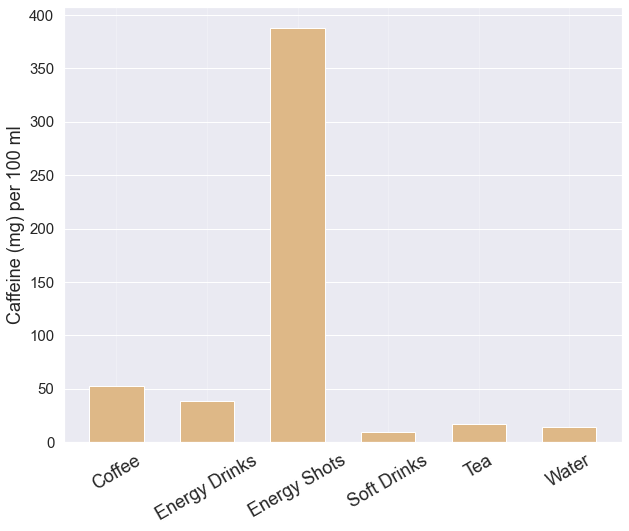 Caffeine (mg) per 100 ml
400
350
300
250
200
150
100
50
0
Coffee
Energy Drinks
Energy Shots
Soft Drinks
Tea
Water